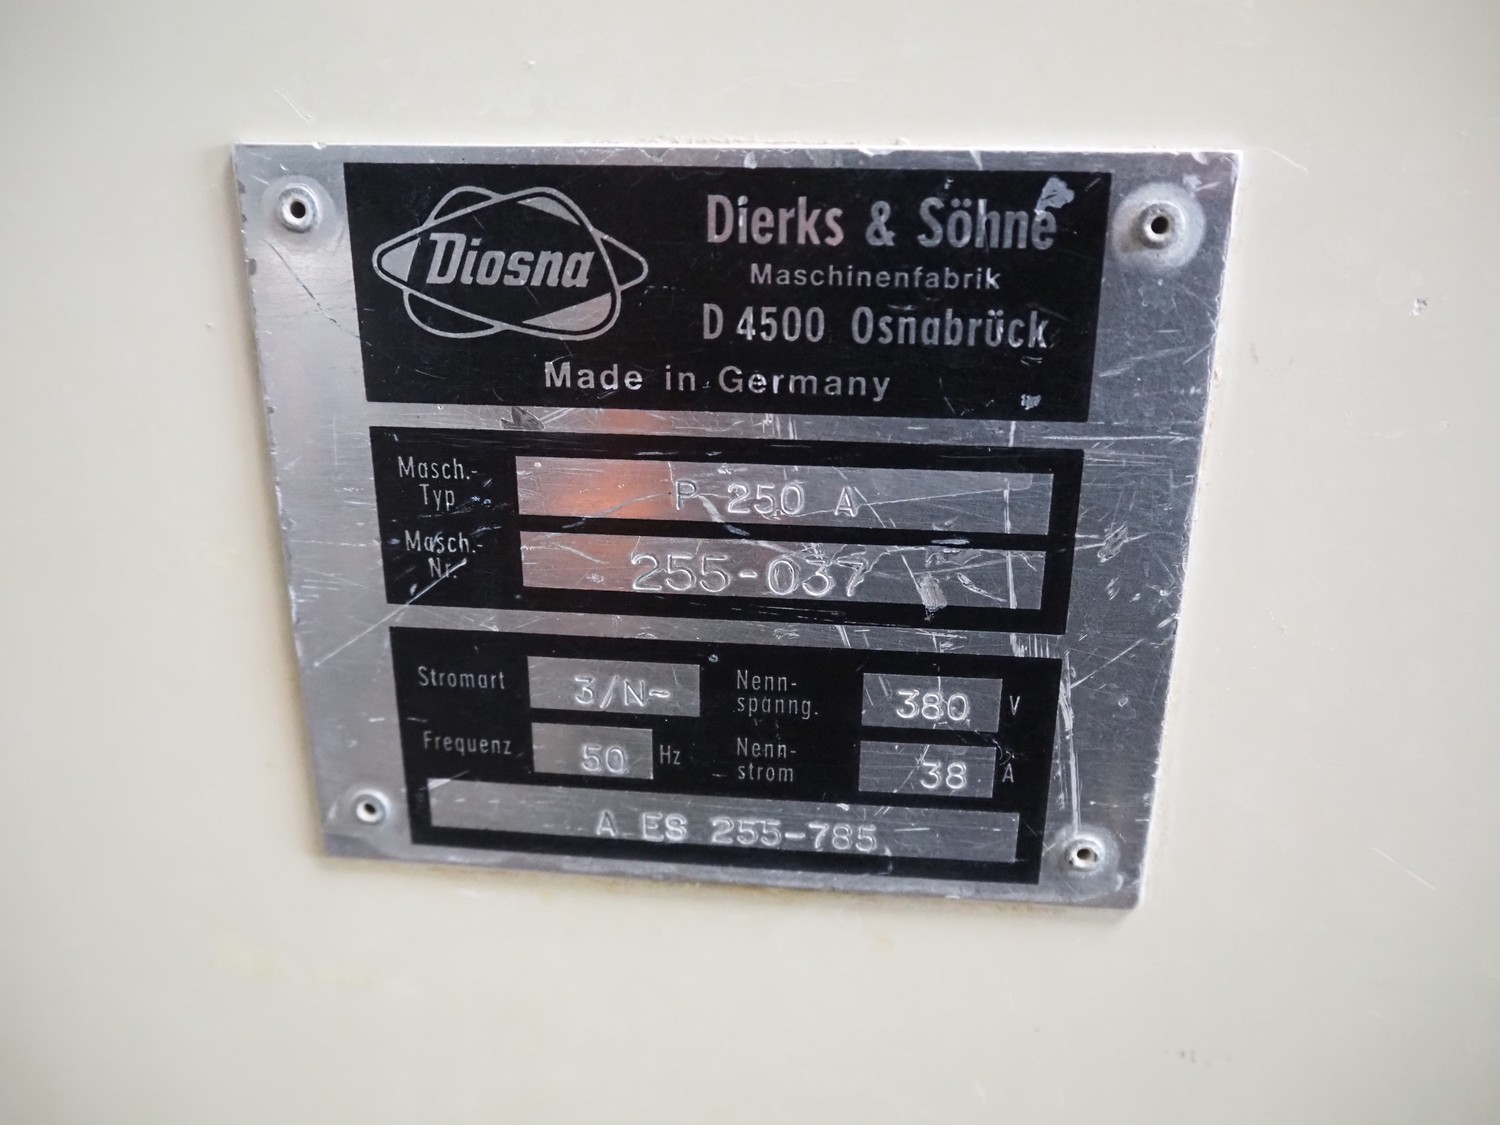 Diosna
Dierks & Söhne
Maschinenfabrik
D 4500 Osnabrück
Made in Germany
Masch.-
Typ
P 250 A
Masch.-
Nr.
255-037
Stromart
3/N~
Nenn-
spanng.
380 V
Frequenz
50 Hz
Nenn-
strom
38 A
A ES 255-785